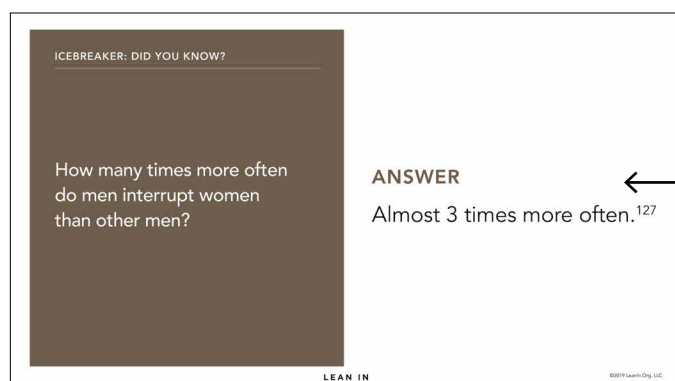 ICEBREAKER: DID YOU KNOW?
How many times more often
do men interrupt women
than other men?
ANSWER
Almost 3 times more often.127
LEAN IN
©2019 LeanIn.Org, LLC